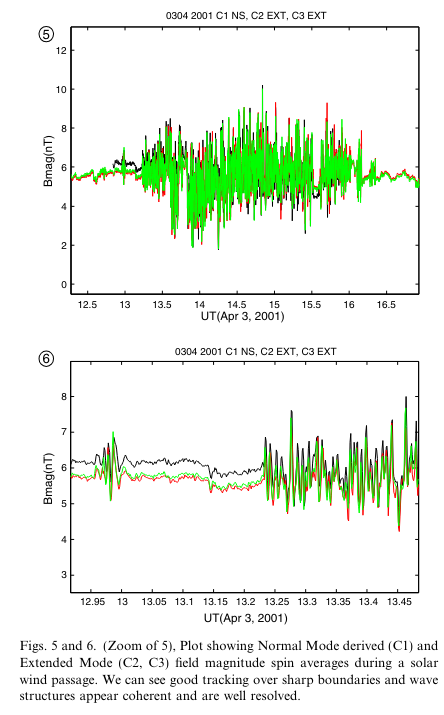 0304 2001 C1 NS, C2 EXT, C3 EXT
5
12
10
8
6
4
2
0
Bmag(nT)
12.5 13 13.5 14 14.5 15 15.5 16 16.5
UT(Apr 3, 2001)
0304 2001 C1 NS, C2 EXT, C3 EXT
6
8
7
6
5
4
3
Bmag(nT)
12.95 13 13.05 13.1 13.15 13.2 13.25 13.3 13.35 13.4 13.45
UT(Apr 3, 2001)
Figs. 5 and 6. (Zoom of 5), Plot showing Normal Mode derived (C1) and
Extended Mode (C2, C3) field magnitude spin averages during a solar
wind passage. We can see good tracking over sharp boundaries and wave
structures appear coherent and are well resolved.